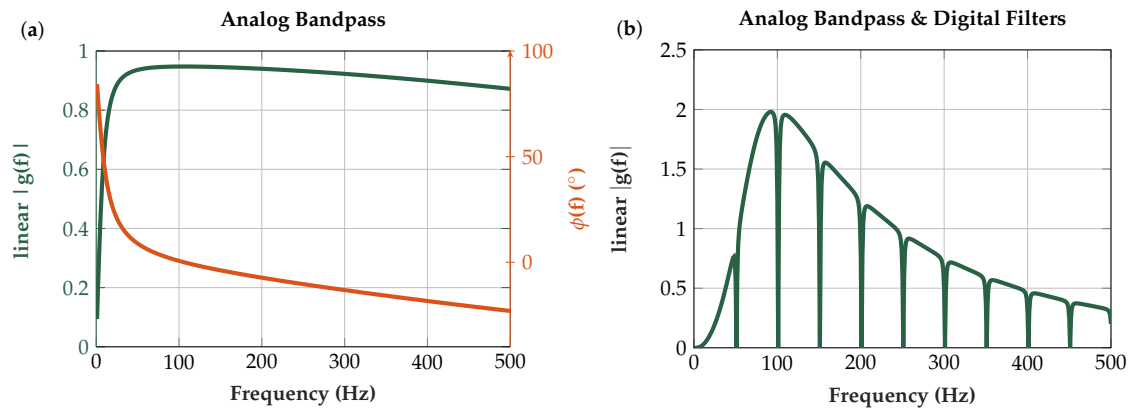 Analog Bandpass
(a)
1
0.8
0.6
0.4
0.2
0
linear | g(f) |
100
50
0
ϕ(f) (°)
0 100 200 300 400 500
Frequency (Hz)
Analog Bandpass & Digital Filters
(b)
2.5
2
1.5
1
0.5
0
linear |g(f)|
0 100 200 300 400 500
Frequency (Hz)